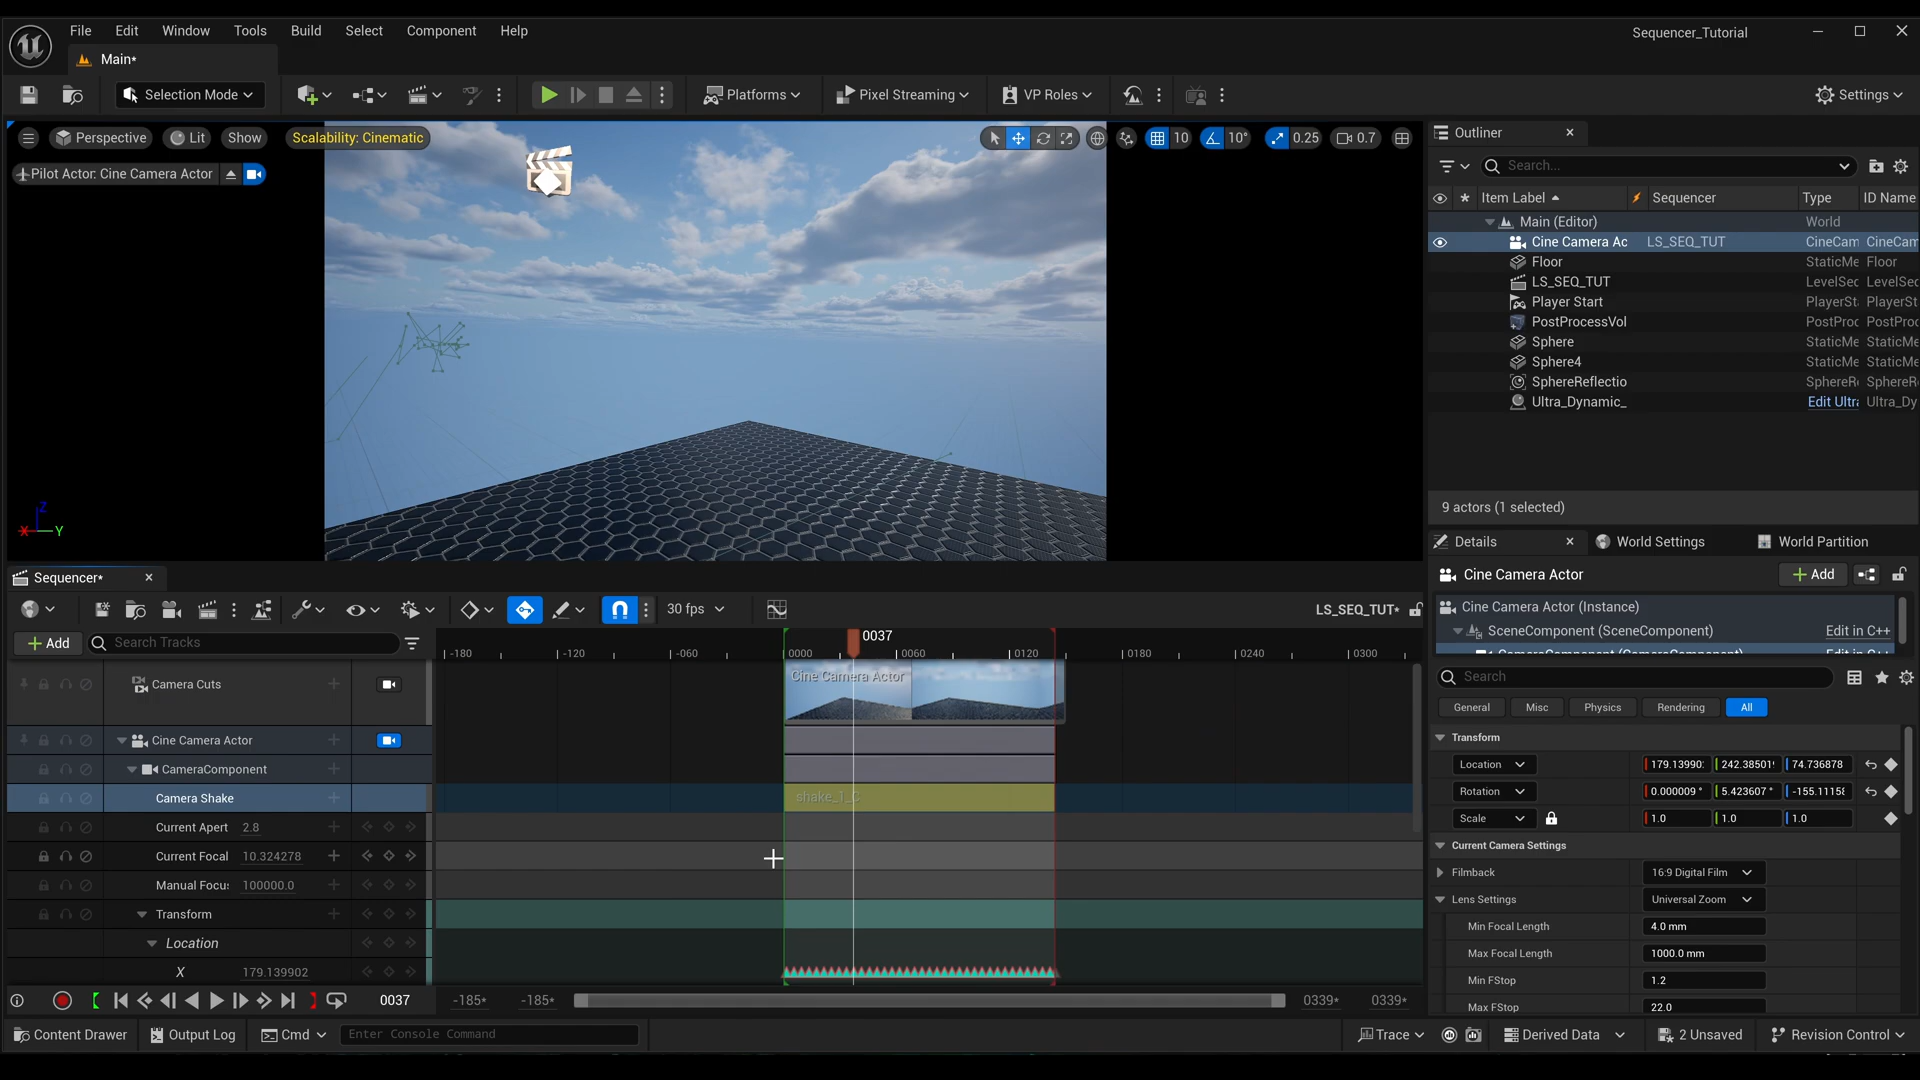 File Edit Window Tools Build Select Component Help
Sequencer_Tutorial
Main*
Selection Mode
Platforms
Pixel Streaming
VP Roles
Settings
Perspective Lit Show Scalability: Cinematic
10 10° 0.25 0.7
Pilot Actor: Cine Camera Actor
Z
X Y
Outliner
Search...
Item Label Sequencer Type ID Name
Main (Editor) World
Cine Camera Ac LS_SEQ_TUT CineCam CineCam
Floor StaticMe Floor
LS_SEQ_TUT LevelSec LevelSec
Player Start PlayerSt PlayerSt
PostProcessVol PostProc PostProc
Sphere StaticMe StaticMe
Sphere4 StaticMe StaticMe
SphereReflectio SphereRe SphereR
Ultra_Dynamic_ Edit Ultra Ultra_Dy
9 actors (1 selected)
Details World Settings World Partition
Cine Camera Actor
Add
Cine Camera Actor (Instance)
SceneComponent (SceneComponent) Edit in C++
CameraComponent (CameraComponent) Edit in C++
Search
General Misc Physics Rendering All
Transform
Location 179.13990 242.38501 74.736878
Rotation 0.000009 ° 5.423607 ° -155.11158
Scale 1.0 1.0 1.0
Current Camera Settings
Filmback 16:9 Digital Film
Lens Settings Universal Zoom
Min Focal Length 4.0 mm
Max Focal Length 1000.0 mm
Min FStop 1.2
Max FStop 22.0
Sequencer*
30 fps
LS_SEQ_TUT*
+ Add
Search Tracks
0037
-180 -120 -060 0000 0060 0120 0180 0240 0300
Camera Cuts
Cine Camera Actor
Cine Camera Actor
CameraComponent
Camera Shake
shake_1_C
Current Apert 2.8
Current Focal 10.324278
Manual Focu: 100000.0
Transform
Location
X 179.139902
0037
-185* -185*
0339* 0339*
Content Drawer
Output Log
Cmd
Enter Console Command
Trace
Derived Data
2 Unsaved
Revision Control